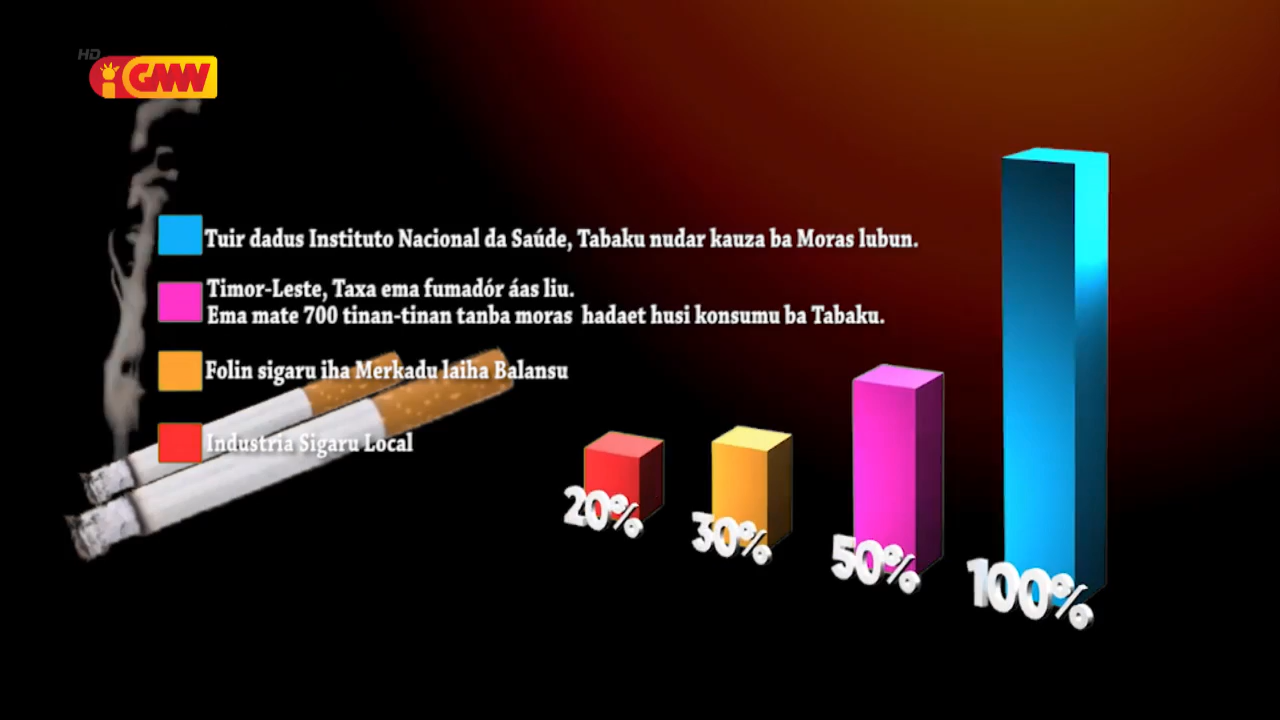 HD
GMN
Tuir dadus Instituto Nacional da Saúde, Tabaku nudar kauza ba Moras lubun.
Timor-Leste, Taxa ema fumadór áas liu.
Ema mate 700 tinan-tinan tanba moras hadaet husi konsumu ba Tabaku.
Folin sigaru iha Merkadu laiha Balansu
Industria Sigaru Local
20%
30%
50%
100%